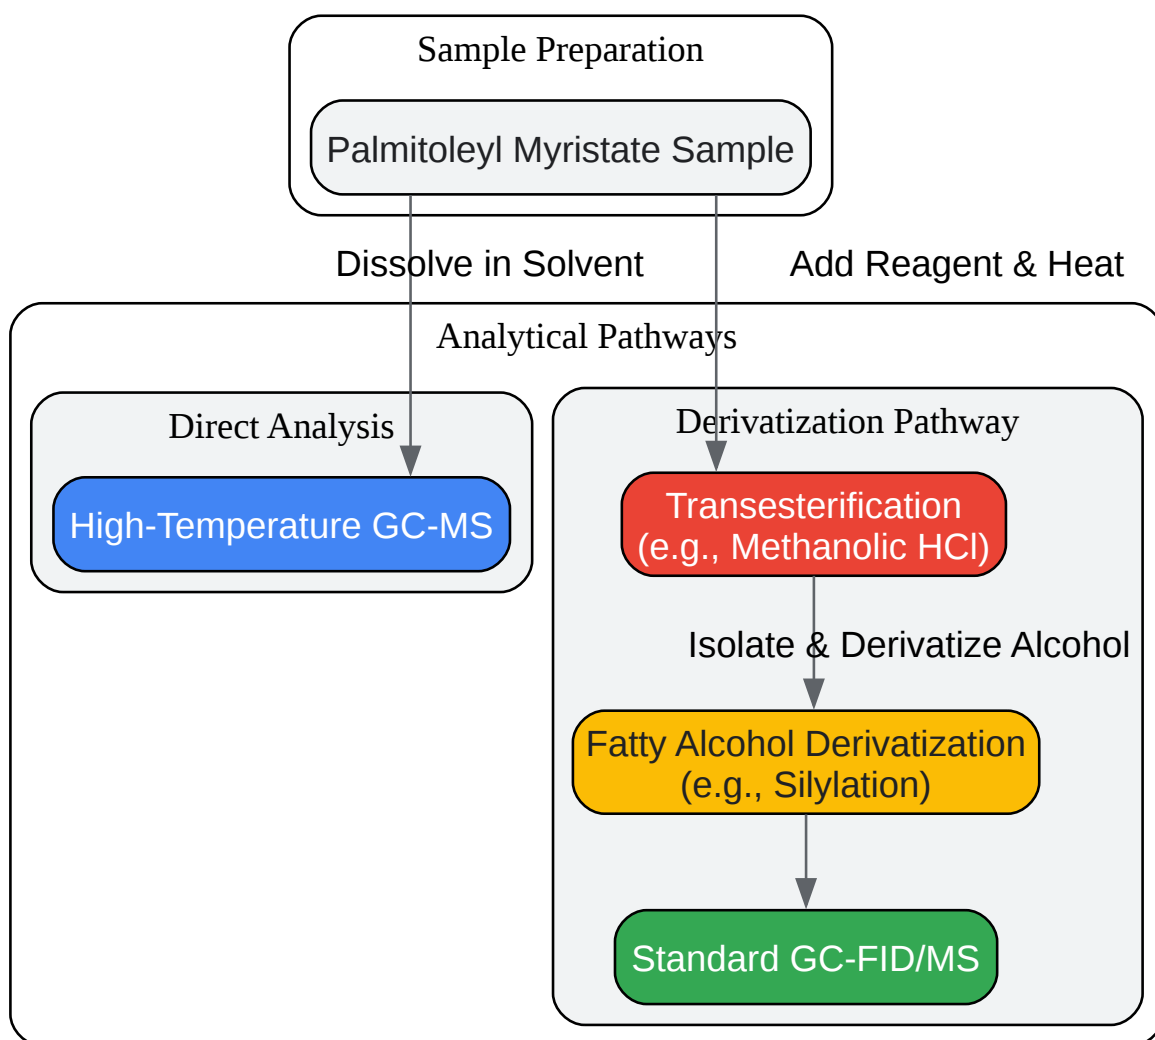 Sample Preparation
Palmitoleyl Myristate Sample
Dissolve in Solvent
Add Reagent & Heat
Analytical Pathways
Direct Analysis
High-Temperature GC-MS
Derivatization Pathway
Transesterification
(e.g., Methanolic HCl)
Isolate & Derivatize Alcohol
Fatty Alcohol Derivatization
(e.g., Silylation)
Standard GC-FID/MS